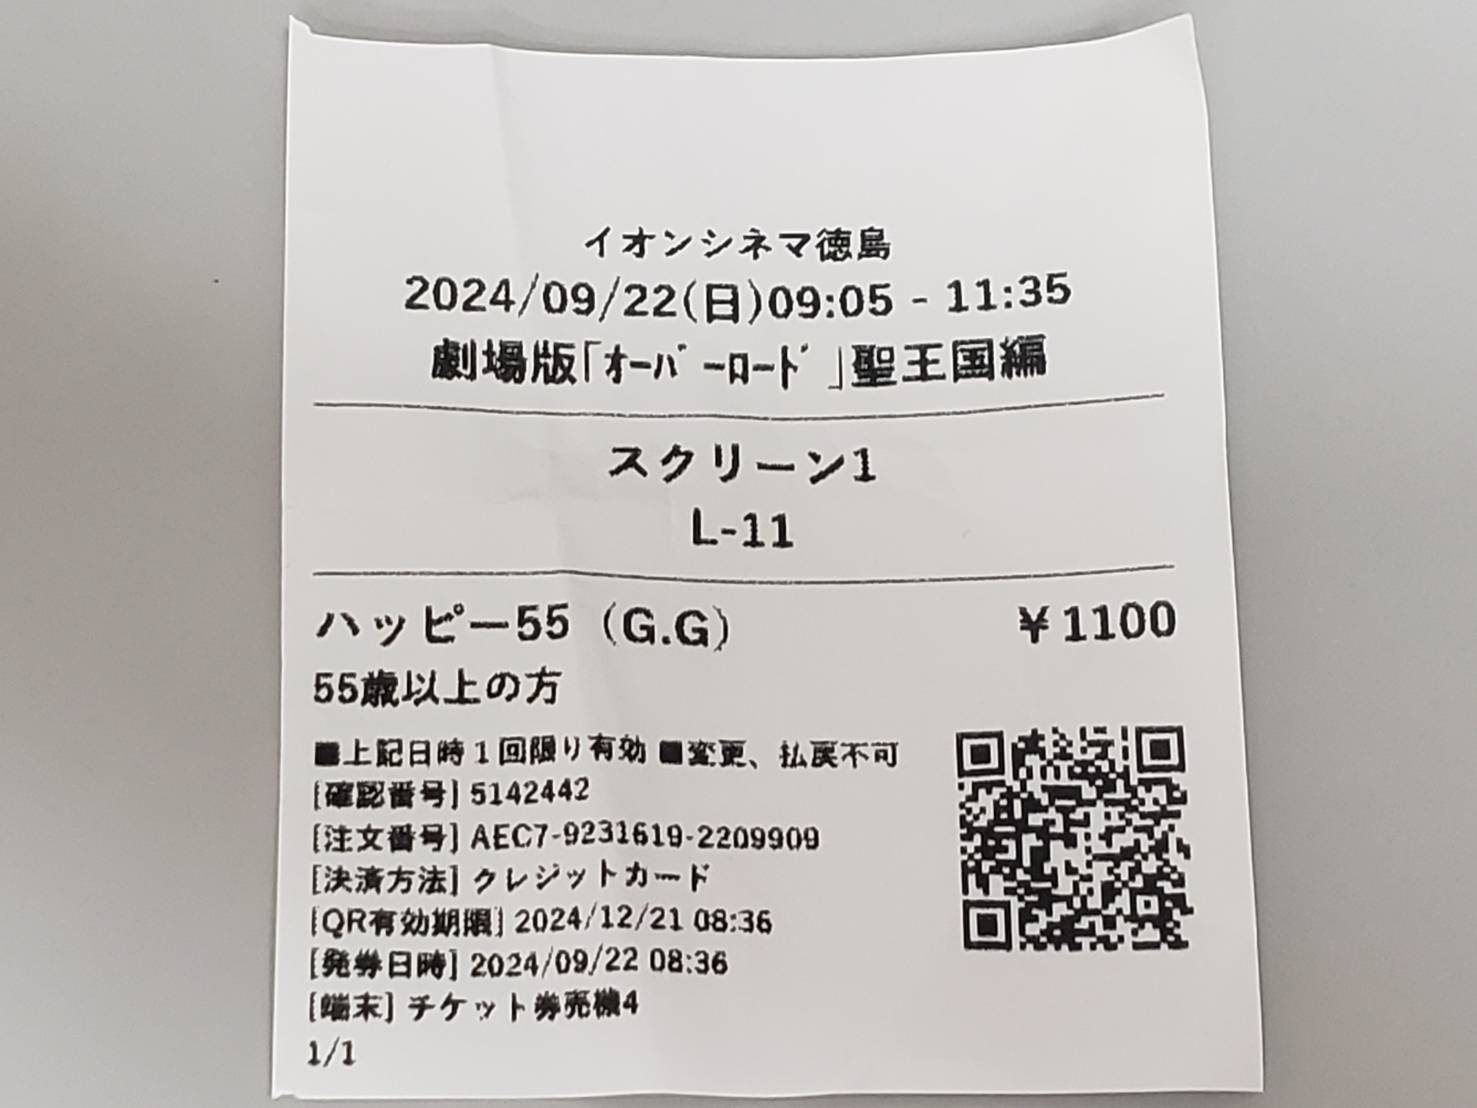 イオンシネマ徳島
2024/09/22(日)09:05 - 11:35
劇場版｢ｵｰﾊﾞｰﾛｰﾄﾞ｣聖王国編
スクリーン1
L-11
ハッピー55（G.G） ￥1100
55歳以上の方
■上記日時１回限り有効 ■変更、払戻不可
[確認番号] 5142442
[注文番号] AEC7-9231619-2209909
[決済方法] クレジットカード
[QR有効期限] 2024/12/21 08:36
[発券日時] 2024/09/22 08:36
[端末] チケット券売機4
1/1